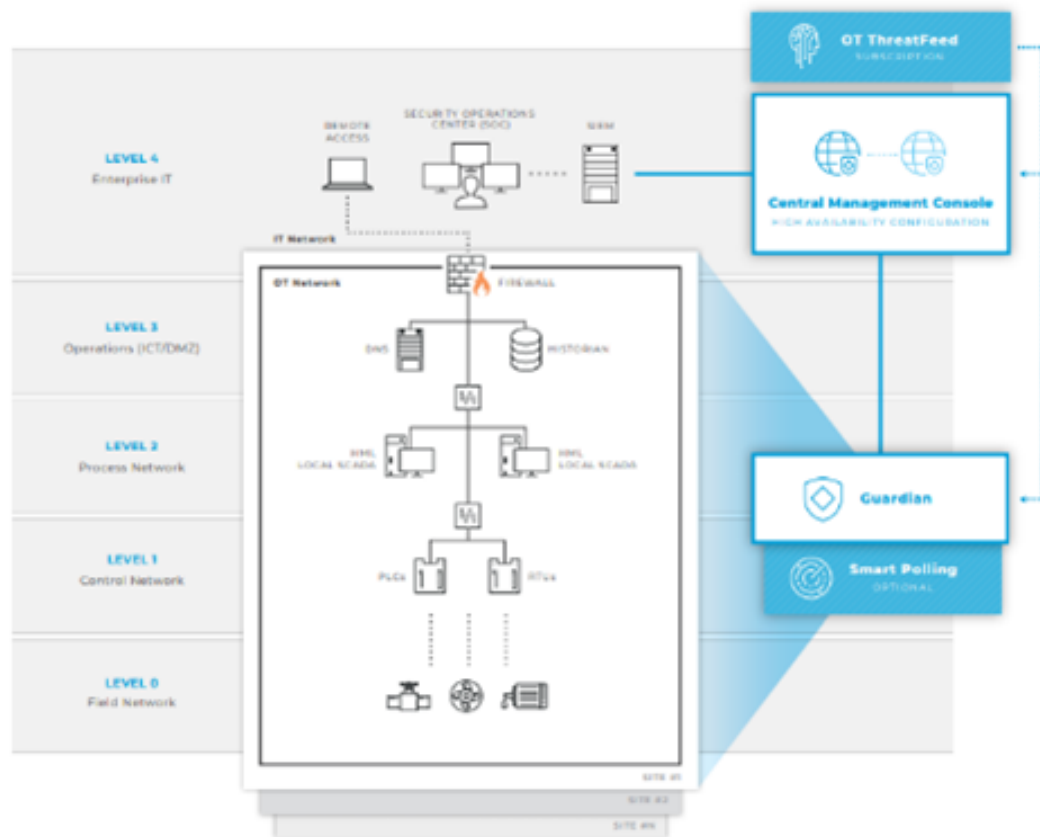 OT ThreatFeed
SUBSCRIPTION
REMOTE
ACCESS
SECURITY OPERATIONS
CENTER (SOC)
SIEM
LEVEL 4
Enterprise IT
Central Management Console
HIGH AVAILABILITY CONFIGURATION
IT Network
OT Network
FIREWALL
LEVEL 3
Operations (ICT/DMZ)
DNS
HISTORIAN
LEVEL 2
Process Network
LOCAL SCADA
LOCAL SCADA
Guardian
LEVEL 1
Control Network
PLCs
RTUs
Smart Polling
OPTIONAL
LEVEL 0
Field Network
SITE #1
SITE #2
SITE #N